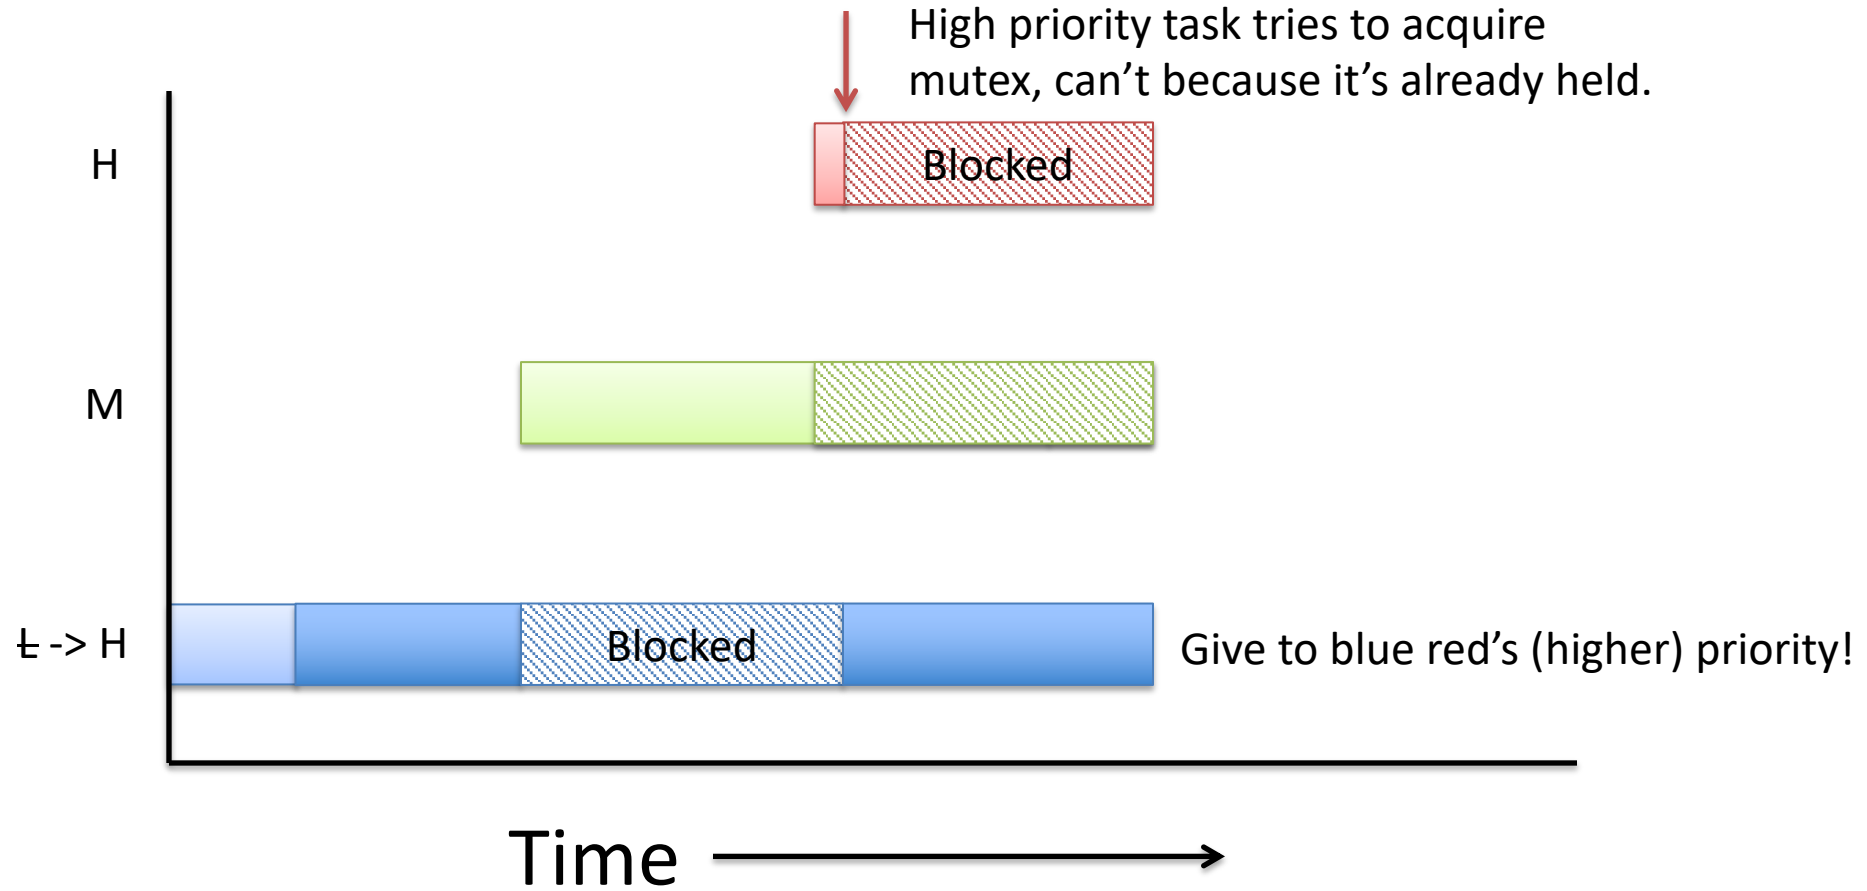 High priority task tries to acquire
mutex, can’t because it’s already held.
H
Blocked
M
L -> H
Blocked
Give to blue red’s (higher) priority!
Time